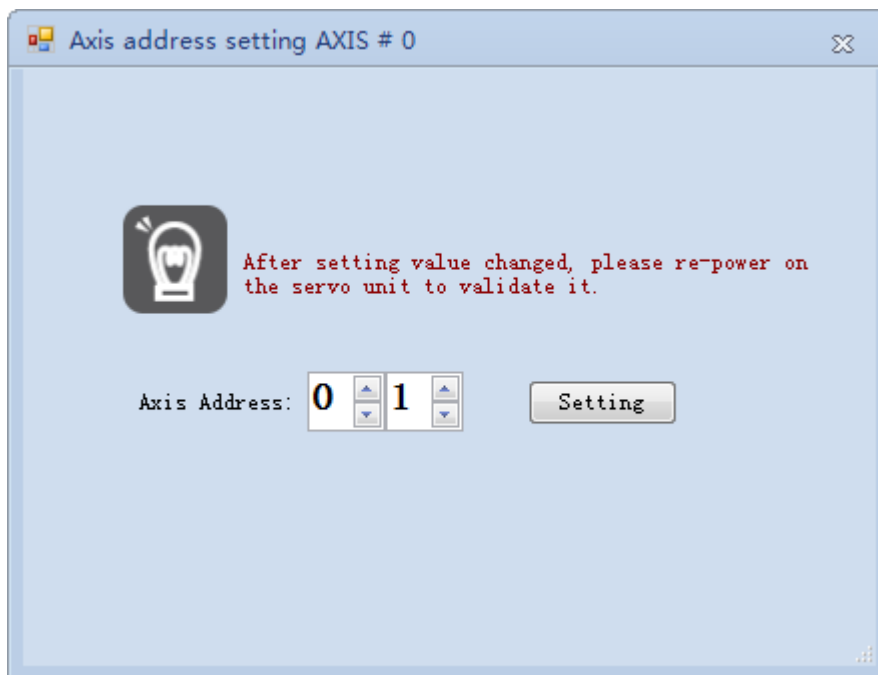 Axis address setting AXIS # 0
After setting value changed, please re-power on
the servo unit to validate it.
Axis Address: 0 1 Setting